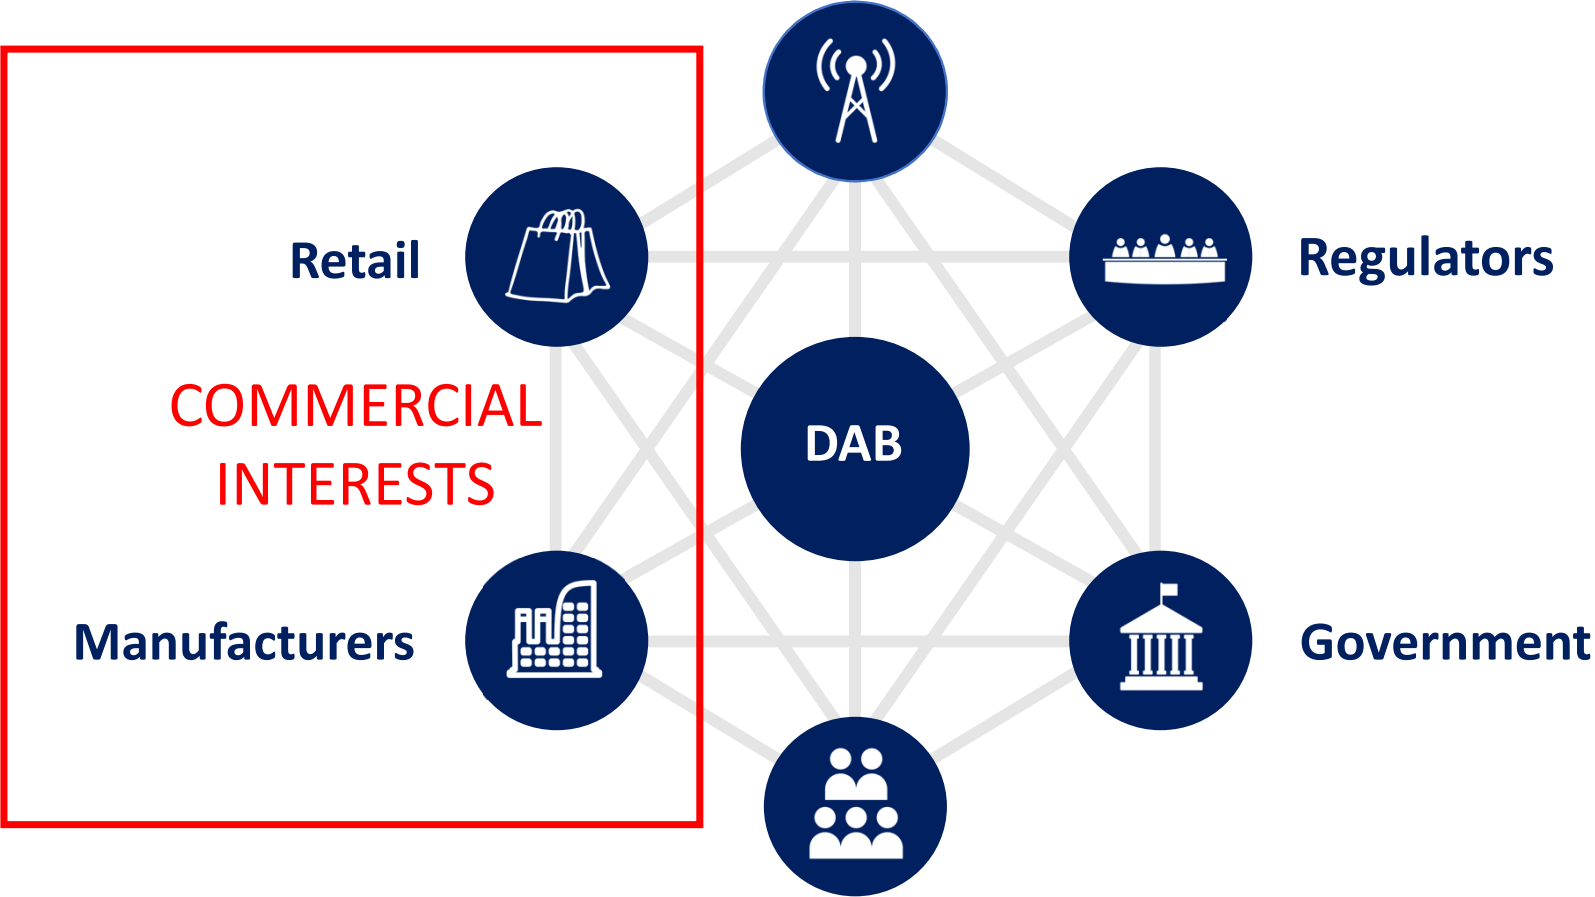 Retail
Regulators
COMMERCIAL
INTERESTS
DAB
Manufacturers
Government